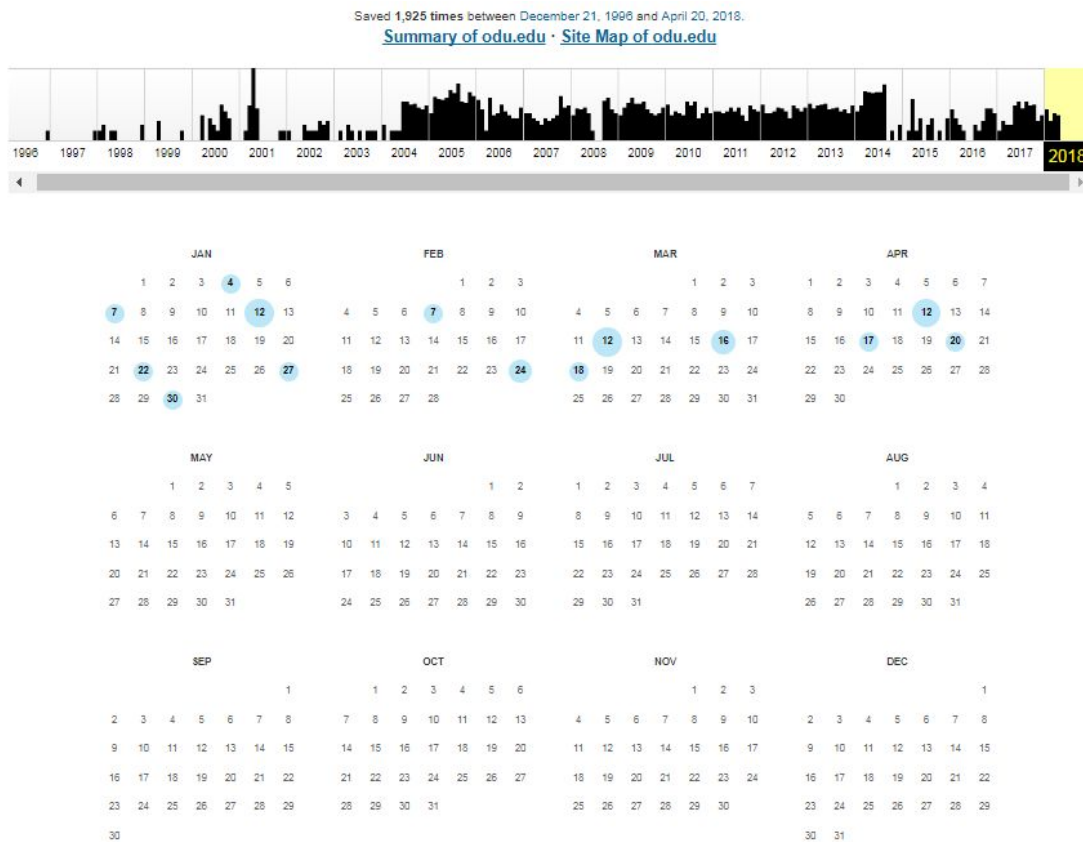 Saved 1,925 times between December 21, 1996 and April 20, 2018.
Summary of odu.edu · Site Map of odu.edu
1996 1997 1998 1999 2000 2001 2002 2003 2004 2005 2006 2007 2008 2009 2010 2011 2012 2013 2014 2015 2016 2017 2018
JAN FEB MAR APR
1 2 3 4 5 6 1 2 3 1 2 3 1 2 3 4 5 6 7
7 8 9 10 11 12 13 4 5 6 7 8 9 10 4 5 6 7 8 9 10 8 9 10 11 12 13 14
14 15 16 17 18 19 20 11 12 13 14 15 16 17 11 12 13 14 15 16 17 15 16 17 18 19 20 21
21 22 23 24 25 26 27 18 19 20 21 22 23 24 18 19 20 21 22 23 24 22 23 24 25 26 27 28
28 29 30 31 25 26 27 28 25 26 27 28 29 30 31 29 30
MAY JUN JUL AUG
1 2 3 4 5 1 2 1 2 3 4 5 6 7 1 2 3 4
6 7 8 9 10 11 12 3 4 5 6 7 8 9 8 9 10 11 12 13 14 5 6 7 8 9 10 11
13 14 15 16 17 18 19 10 11 12 13 14 15 16 15 16 17 18 19 20 21 12 13 14 15 16 17 18
20 21 22 23 24 25 26 17 18 19 20 21 22 23 22 23 24 25 26 27 28 19 20 21 22 23 24 25
27 28 29 30 31 24 25 26 27 28 29 30 29 30 31 26 27 28 29 30 31
SEP OCT NOV DEC
1 1 2 3 4 5 6 1 2 3 1
2 3 4 5 6 7 8 7 8 9 10 11 12 13 4 5 6 7 8 9 10 2 3 4 5 6 7 8
9 10 11 12 13 14 15 14 15 16 17 18 19 20 11 12 13 14 15 16 17 9 10 11 12 13 14 15
16 17 18 19 20 21 22 21 22 23 24 25 26 27 18 19 20 21 22 23 24 16 17 18 19 20 21 22
23 24 25 26 27 28 29 28 29 30 31 25 26 27 28 29 30 23 24 25 26 27 28 29
30 30 31